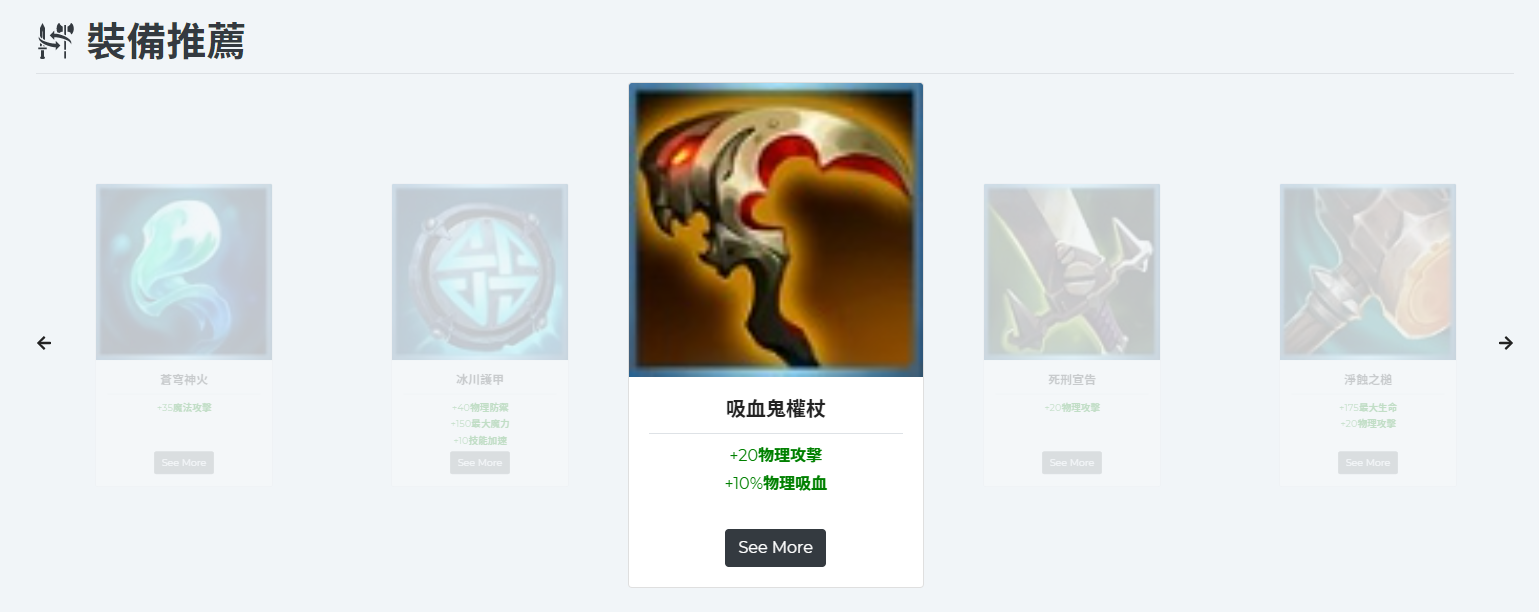 裝備推薦
蒼穹神火
+35魔法攻擊
See More
冰川護甲
+40物理防禦
+150最大魔力
+10技能加速
See More
吸血鬼權杖
+20物理攻擊
+10%物理吸血
See More
死刑宣告
+20物理攻擊
See More
淨蝕之槌
+175最大生命
+20物理攻擊
See More